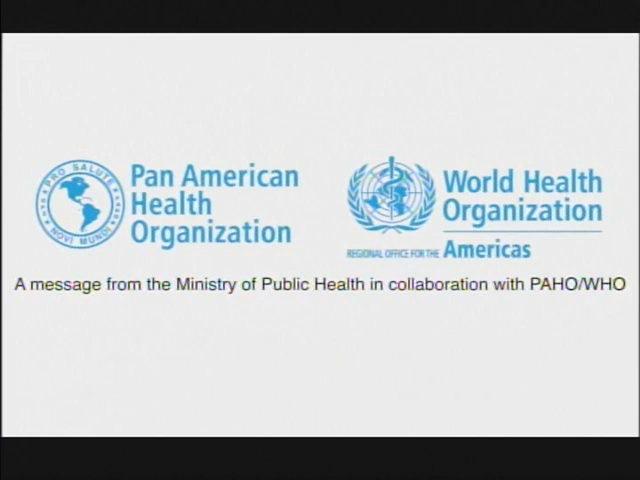 PRO SALUTE
NOVI MUNDI
Pan American
Health
Organization
World Health
Organization
REGIONAL OFFICE FOR THE Americas
A message from the Ministry of Public Health in collaboration with PAHO/WHO